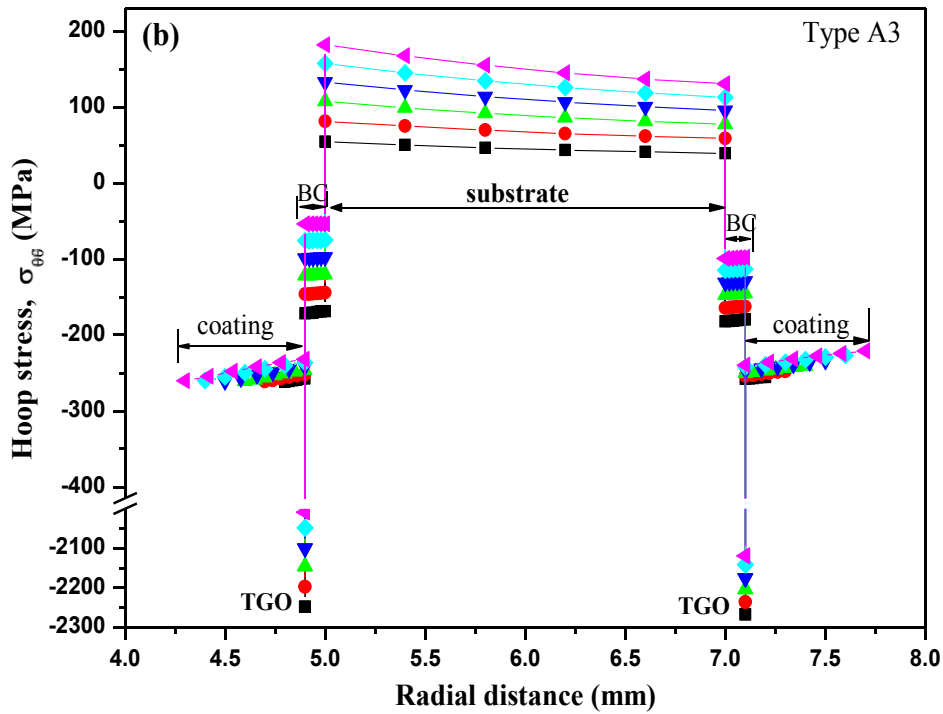 (b)
Type A3
200
100
0
-100
-200
-300
-400
-2100
-2200
-2300
Hoop stress, σθθ (MPa)
BC
substrate
BC
coating
coating
TGO
TGO
4.0 4.5 5.0 5.5 6.0 6.5 7.0 7.5 8.0
Radial distance (mm)